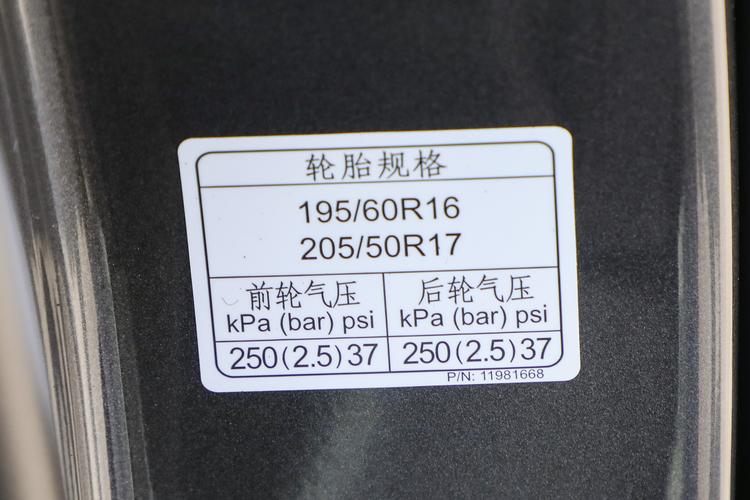 轮胎规格
195/60R16
205/50R17
前轮气压 后轮气压
kPa (bar) psi kPa (bar) psi
250(2.5)37 250(2.5)37
P/N: 11981668